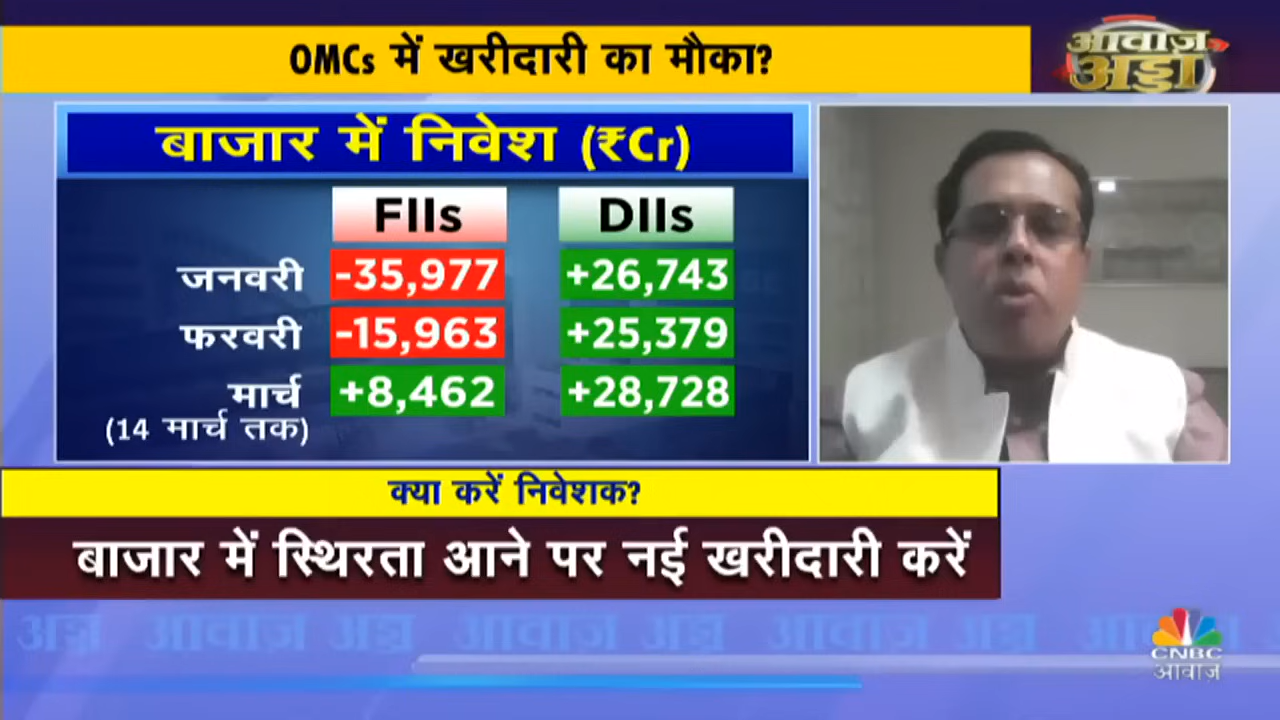 OMCs में खरीदारी का मौका?
आवाज़
अड्डा
बाजार में निवेश (₹Cr)
FIIs DIIs
जनवरी -35,977 +26,743
फरवरी -15,963 +25,379
मार्च +8,462 +28,728
(14 मार्च तक)
क्या करें निवेशक?
बाजार में स्थिरता आने पर नई खरीदारी करें
CNBC
आवाज़